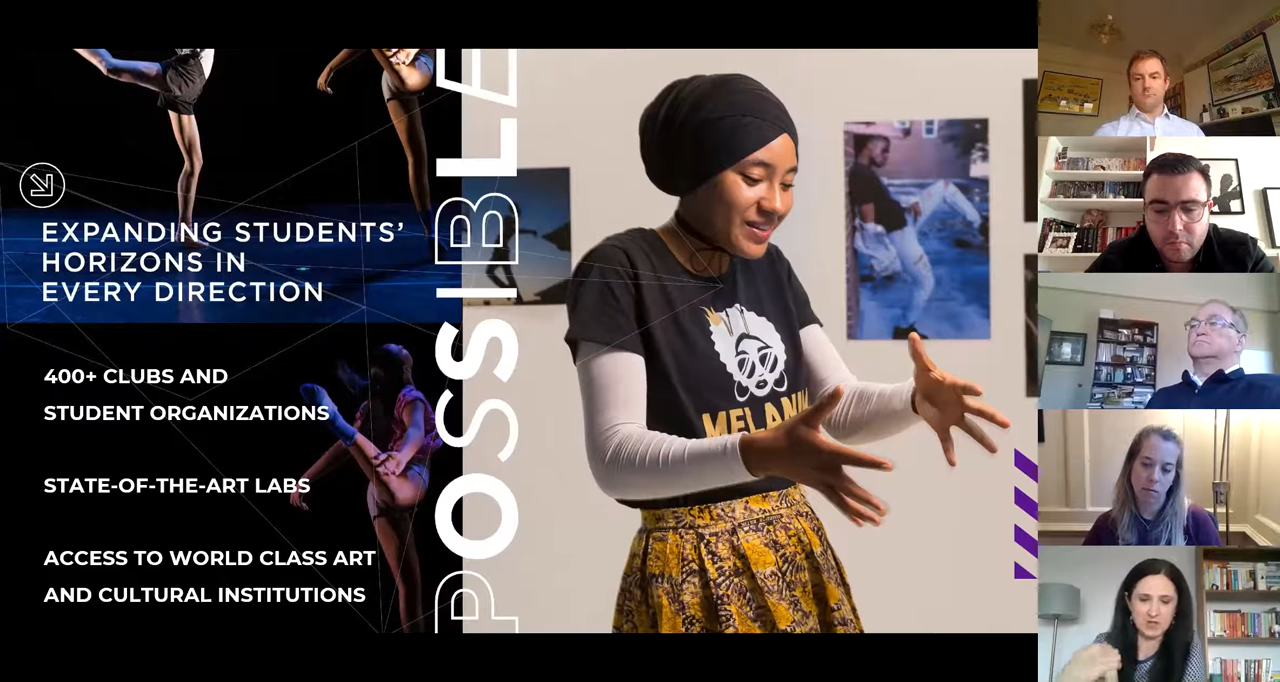 EXPANDING STUDENTS'
HORIZONS IN
EVERY DIRECTION
400+ CLUBS AND
STUDENT ORGANIZATIONS
STATE-OF-THE-ART LABS
ACCESS TO WORLD CLASS ART
AND CULTURAL INSTITUTIONS
POSSIBLE